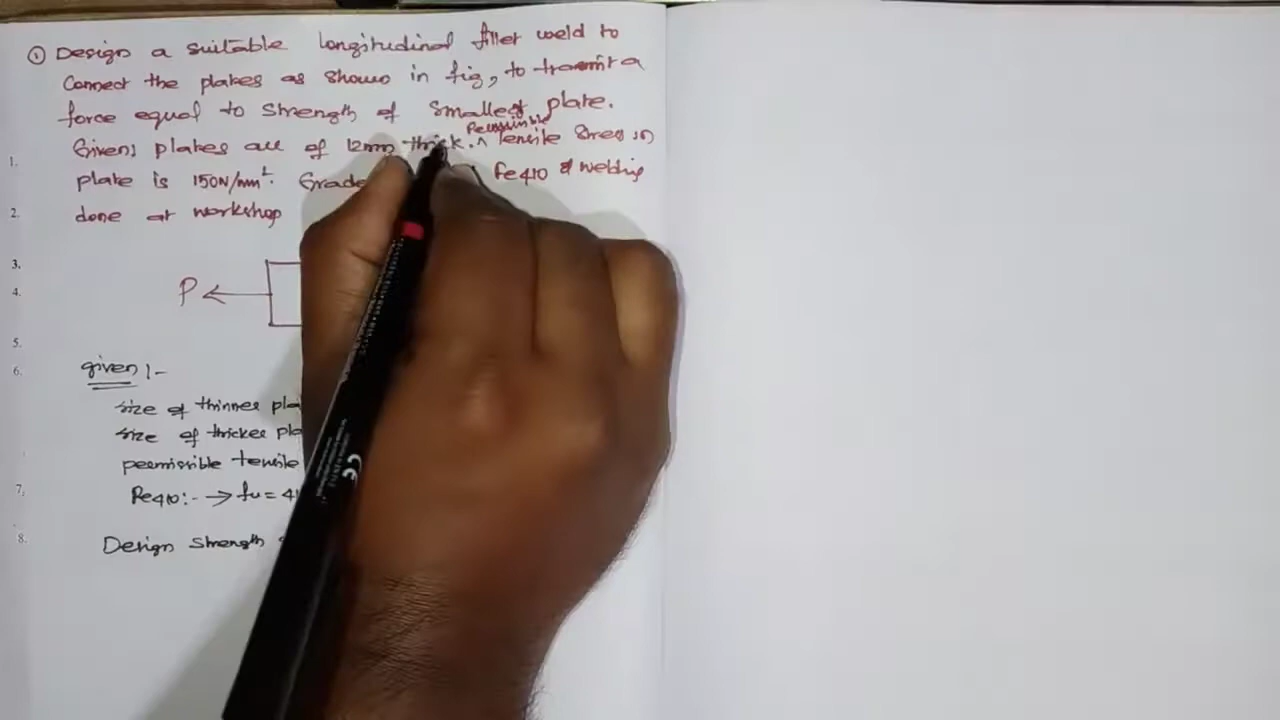 ① Design a suitable longitudinal fillet weld to
Connect the plates as shown in fig, to transmit a
force equal to strength of smallest plate.
Permissible
Given: plates are of 12mm thick. ^ tensile stress in
plate is 150N/mm². Grade Fe410 & welding
done at workshop
P
given :-
size of thinner pla
size of thicker pla
permissible tensile
Fe410:- → fu = 41
Design strength
1.
2.
3.
4.
5.
6.
7.
8.
CE